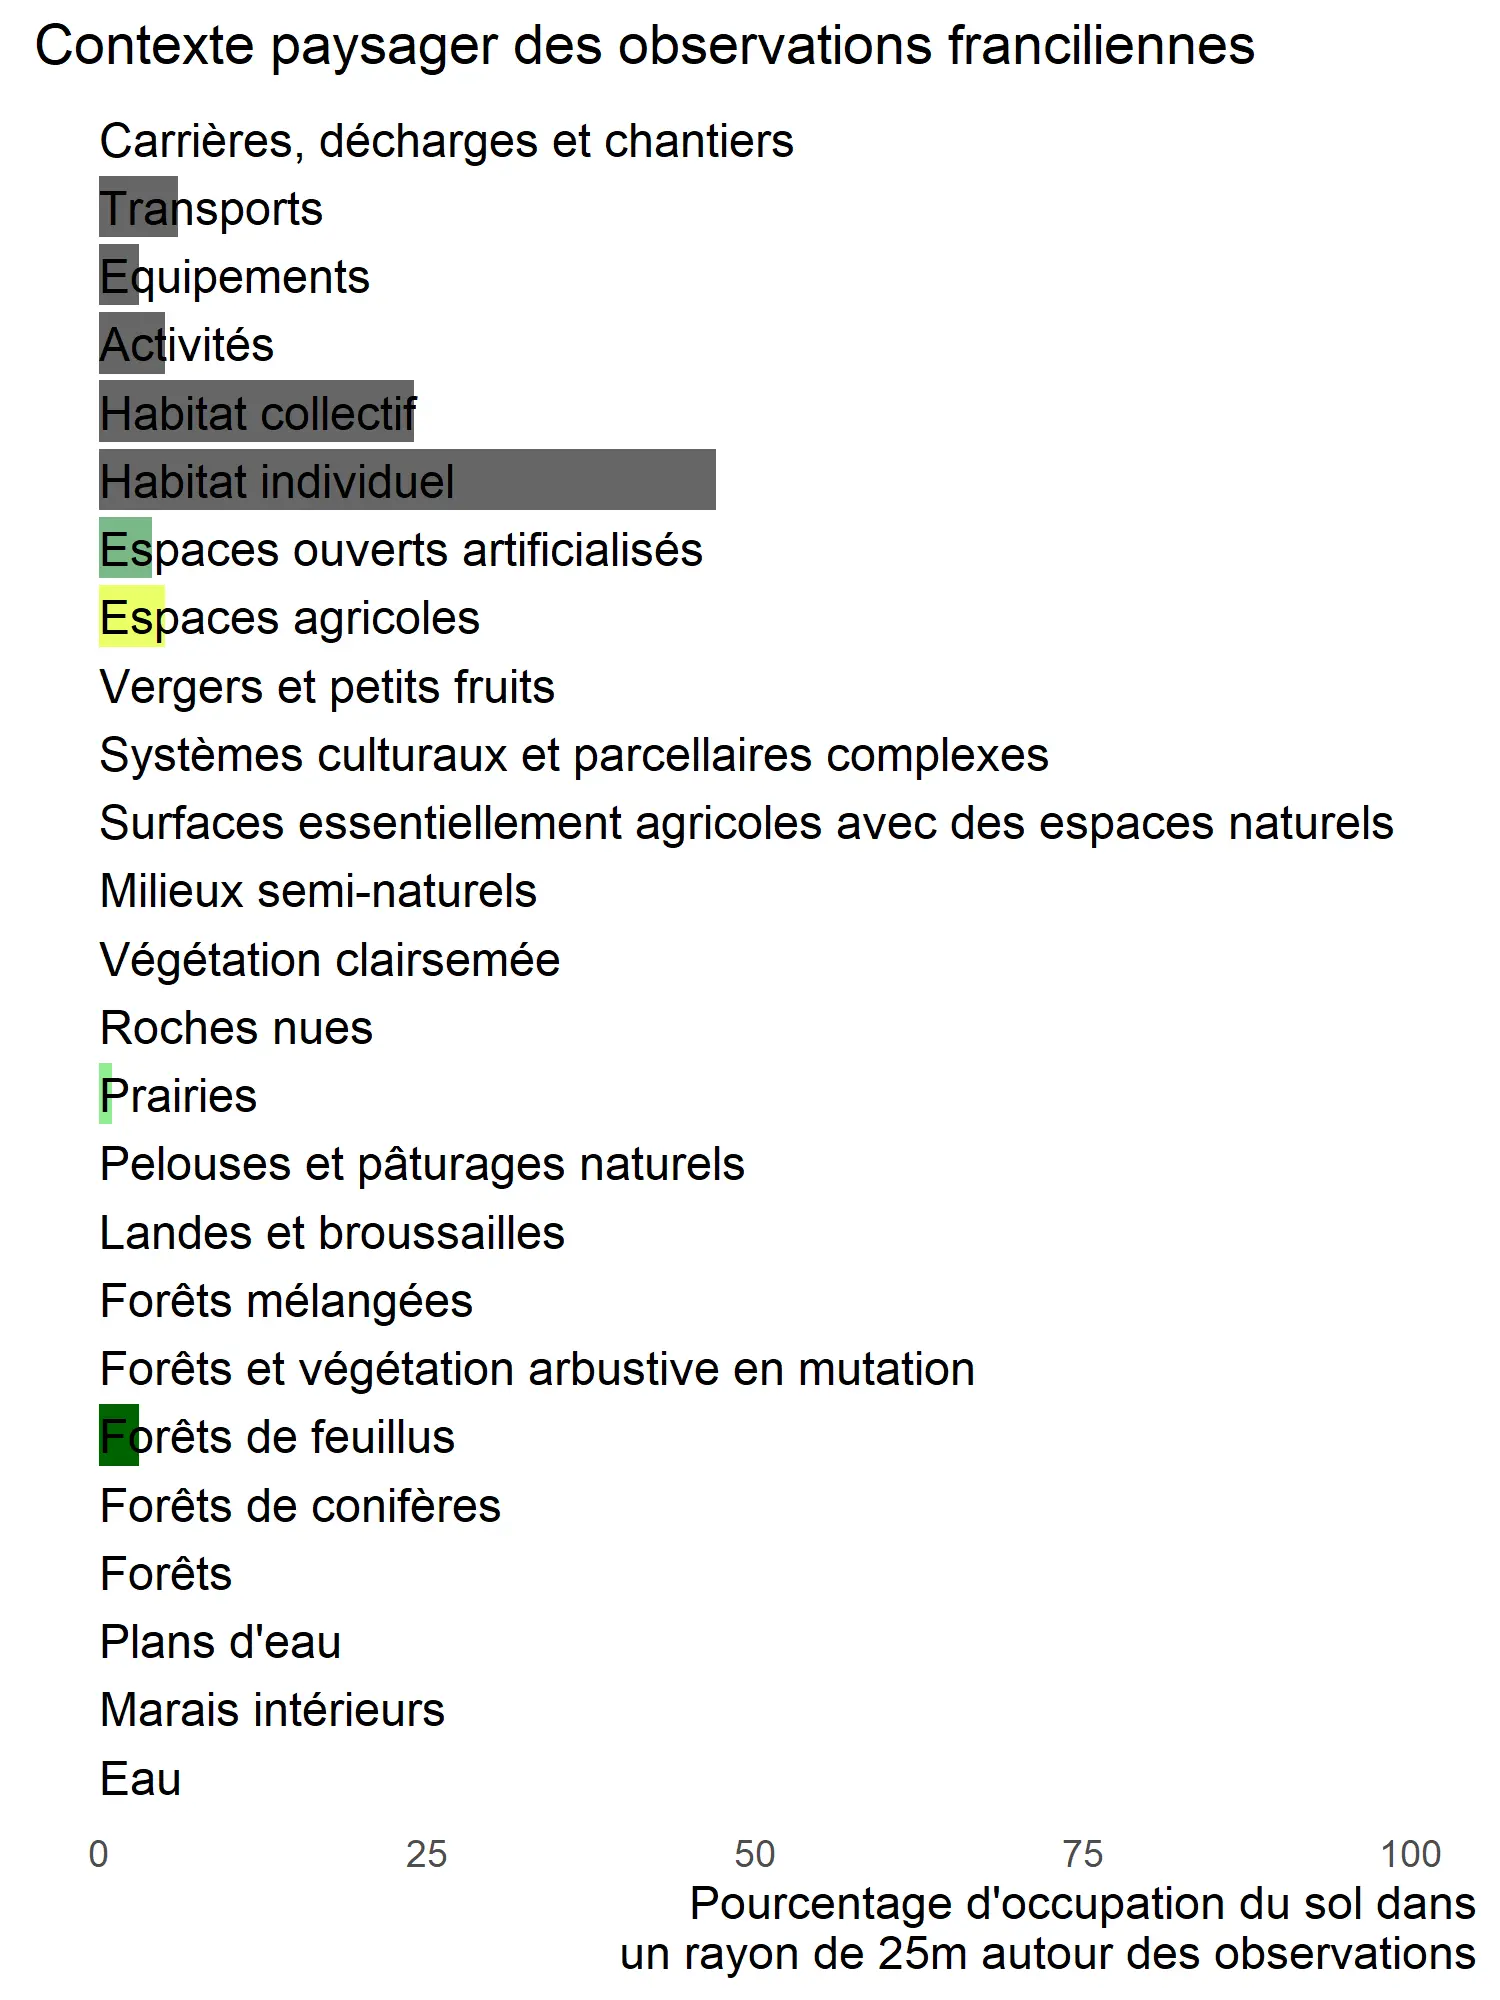 Contexte paysager des observations franciliennes
Carrières, décharges et chantiers
Transports
Equipements
Activités
Habitat collectif
Habitat individuel
Espaces ouverts artificialisés
Espaces agricoles
Vergers et petits fruits
Systèmes culturaux et parcellaires complexes
Surfaces essentiellement agricoles avec des espaces naturels
Milieux semi-naturels
Végétation clairsemée
Roches nues
Prairies
Pelouses et pâturages naturels
Landes et broussailles
Forêts mélangées
Forêts et végétation arbustive en mutation
Forêts de feuillus
Forêts de conifères
Forêts
Plans d'eau
Marais intérieurs
Eau
0 25 50 75 100
Pourcentage d'occupation du sol dans
un rayon de 25m autour des observations